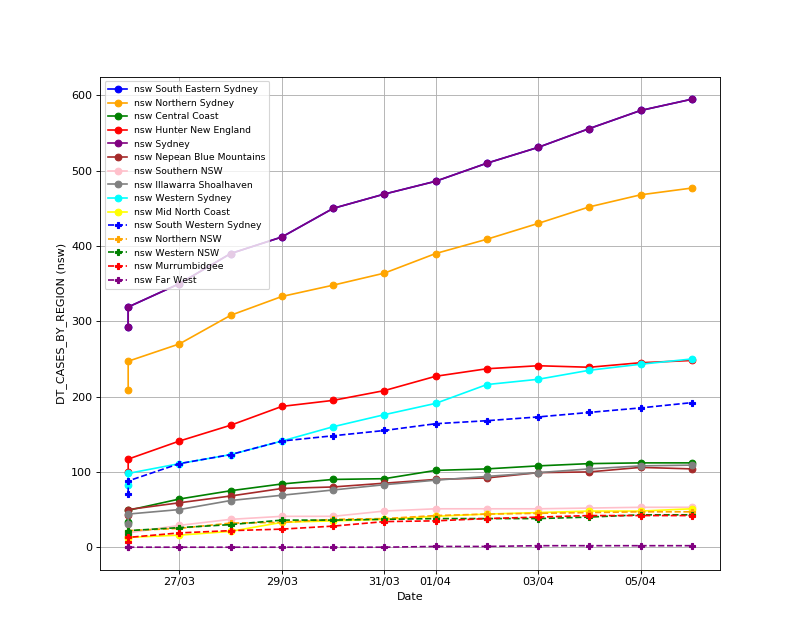 600
500
400
300
200
100
0
DT_CASES_BY_REGION (nsw)
nsw South Eastern Sydney
nsw Northern Sydney
nsw Central Coast
nsw Hunter New England
nsw Sydney
nsw Nepean Blue Mountains
nsw Southern NSW
nsw Illawarra Shoalhaven
nsw Western Sydney
nsw Mid North Coast
nsw South Western Sydney
nsw Northern NSW
nsw Western NSW
nsw Murrumbidgee
nsw Far West
27/03 29/03 31/03 01/04 03/04 05/04
Date